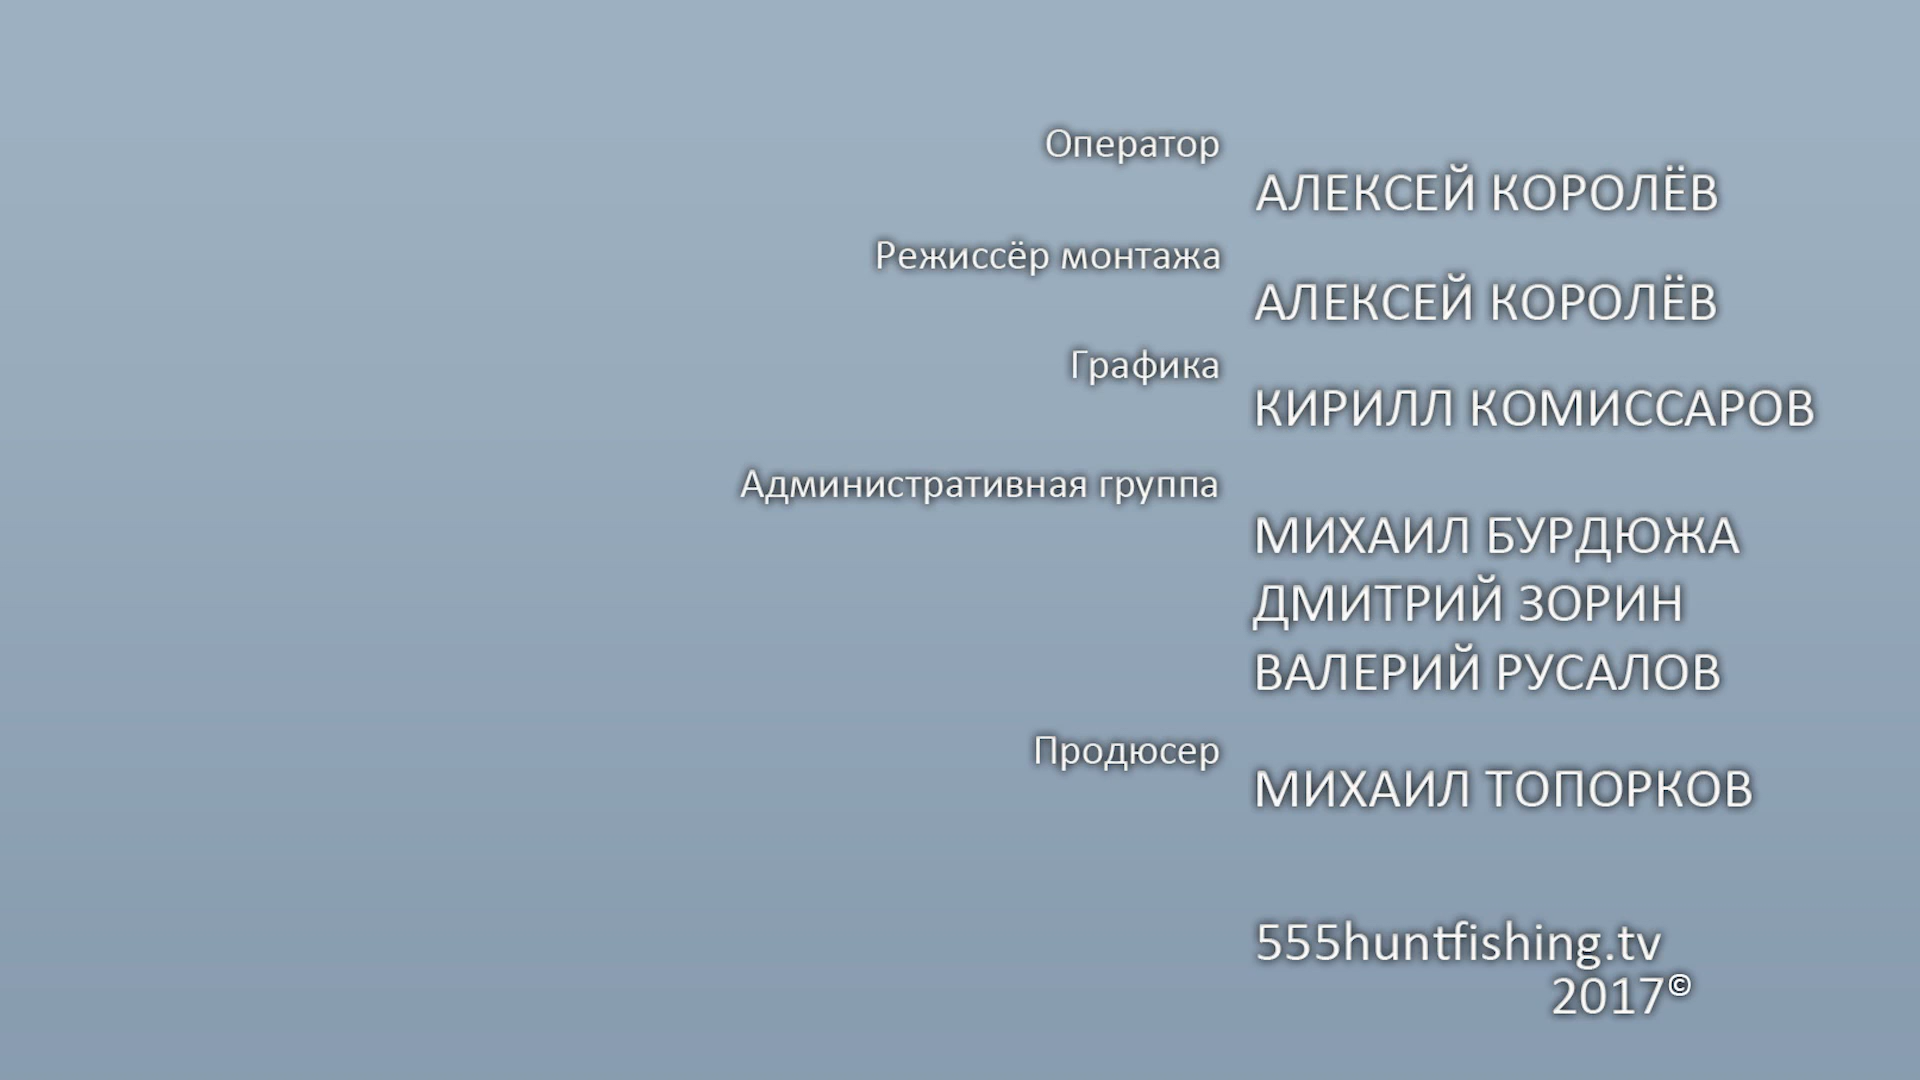 Оператор
АЛЕКСЕЙ КОРОЛЁВ
Режиссёр монтажа
АЛЕКСЕЙ КОРОЛЁВ
Графика
КИРИЛЛ КОМИССАРОВ
Административная группа
МИХАИЛ БУРДЮЖА
ДМИТРИЙ ЗОРИН
ВАЛЕРИЙ РУСАЛОВ
Продюсер
МИХАИЛ ТОПОРКОВ
555huntfishing.tv
2017©